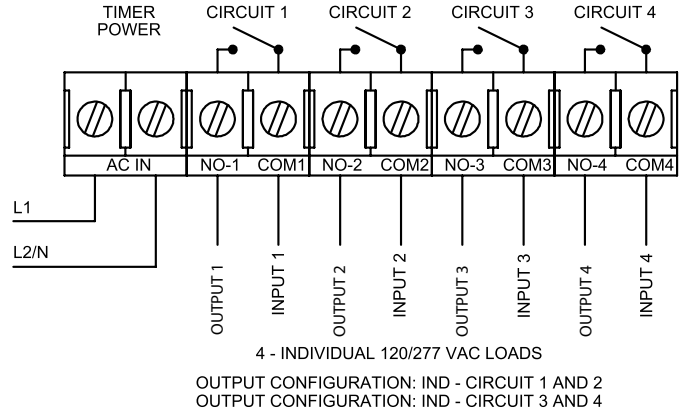 TIMER POWER
CIRCUIT 1
CIRCUIT 2
CIRCUIT 3
CIRCUIT 4
AC IN
NO-1
COM1
NO-2
COM2
NO-3
COM3
NO-4
COM4
L1
L2/N
OUTPUT 1
INPUT 1
OUTPUT 2
INPUT 2
OUTPUT 3
INPUT 3
OUTPUT 4
INPUT 4
4 - INDIVIDUAL 120/277 VAC LOADS
OUTPUT CONFIGURATION: IND - CIRCUIT 1 AND 2
OUTPUT CONFIGURATION: IND - CIRCUIT 3 AND 4